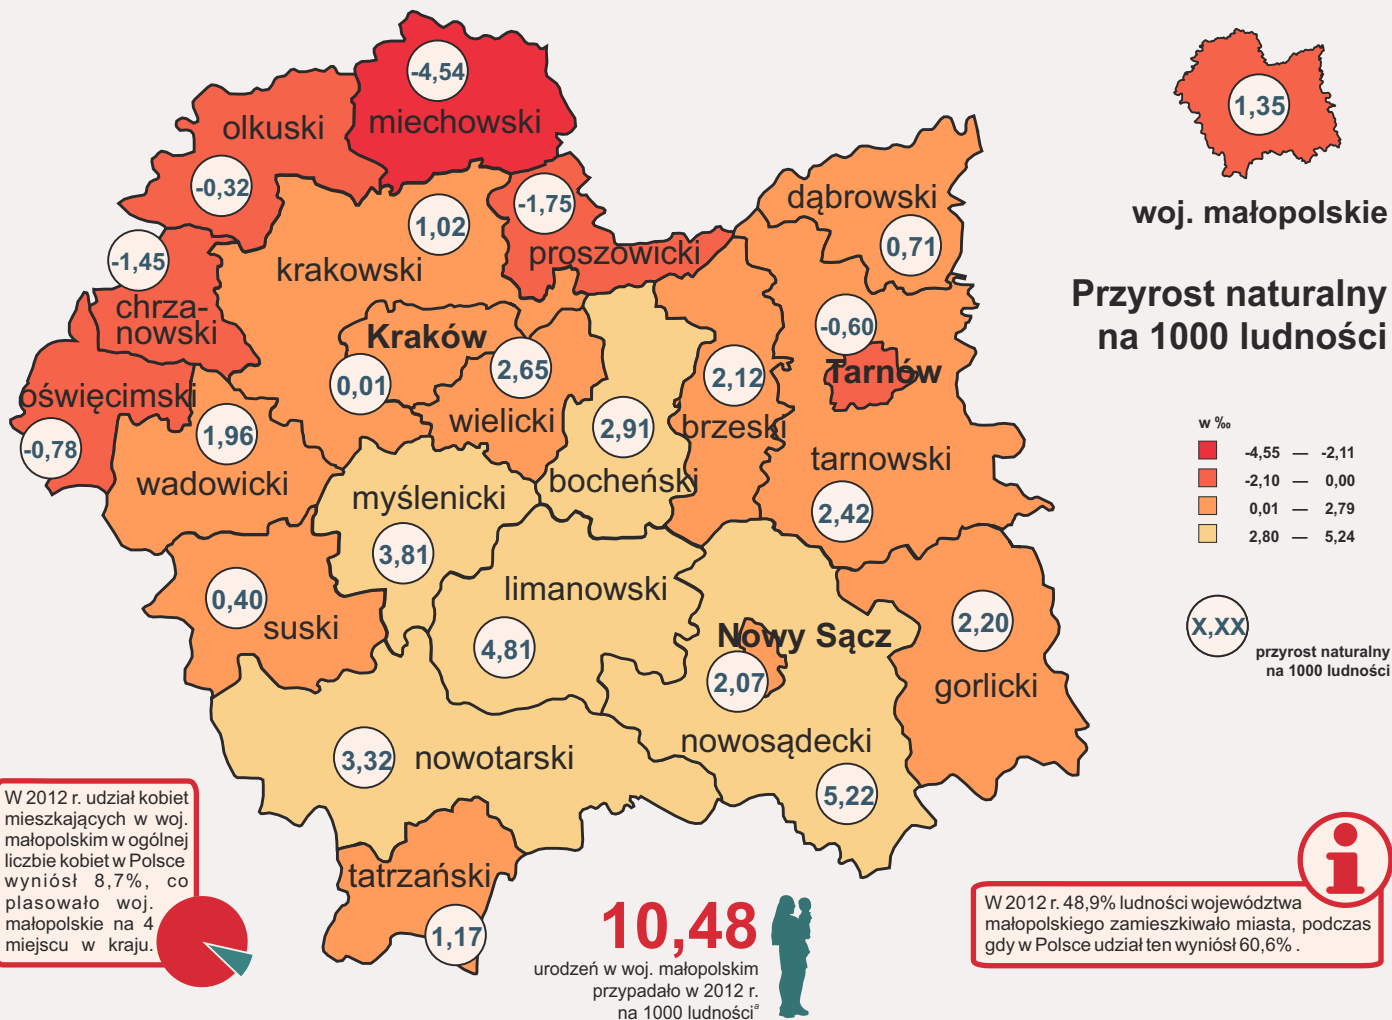 -4,54
miechowski
olkuski
-0,32
-1,75
proszowicki
1,02
krakowski
dąbrowski
0,71
-1,45
chrza-
nowski
Kraków
0,01
2,65
wielicki
-0,60
Tarnów
2,12
brzeski
oświęcimski
-0,78
1,96
wadowicki
2,91
bocheński
tarnowski
2,42
myślenicki
3,81
limanowski
4,81
0,40
suski
Nowy Sącz
2,07
2,20
gorlicki
nowosądecki
5,22
3,32
nowotarski
tatrzański
1,17
1,35
woj. małopolskie
Przyrost naturalny
na 1000 ludności
w ‰
-4,55 — -2,11
-2,10 — 0,00
0,01 — 2,79
2,80 — 5,24
X,XX
przyrost naturalny
na 1000 ludności
W 2012 r. udział kobiet
mieszkających w woj.
małopolskim w ogólnej
liczbie kobiet w Polsce
wyniósł 8,7%, co
plasowało woj.
małopolskie na 4
miejscu w kraju.
10,48
urodzeń w woj. małopolskim
przypadało w 2012 r.
na 1000 ludnościª
i
W 2012 r. 48,9% ludności województwa
małopolskiego zamieszkiwało miasta, podczas
gdy w Polsce udział ten wyniósł 60,6% .